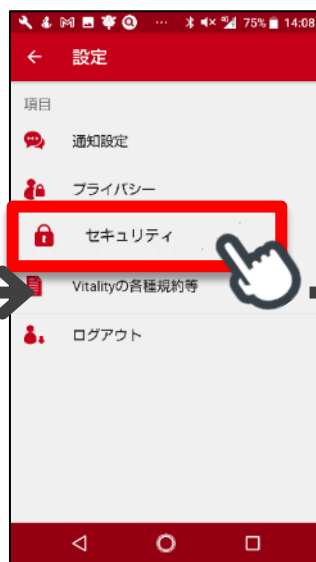 75% 14:08
設定
項目
通知設定
プライバシー
セキュリティ
Vitalityの各種規約等
ログアウト